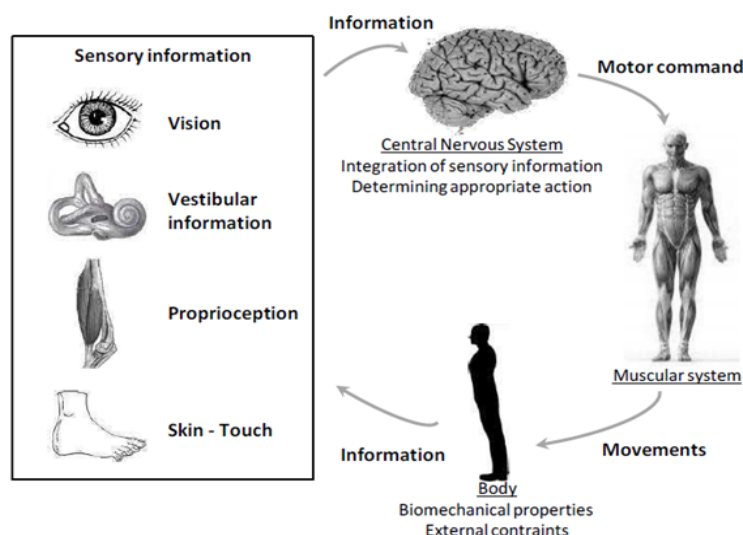 Sensory information
Vision
Vestibular
information
Proprioception
Skin - Touch
Information
Central Nervous System
Integration of sensory information
Determining appropriate action
Motor command
Muscular system
Movements
Body
Biomechanical properties
External contraints
Information